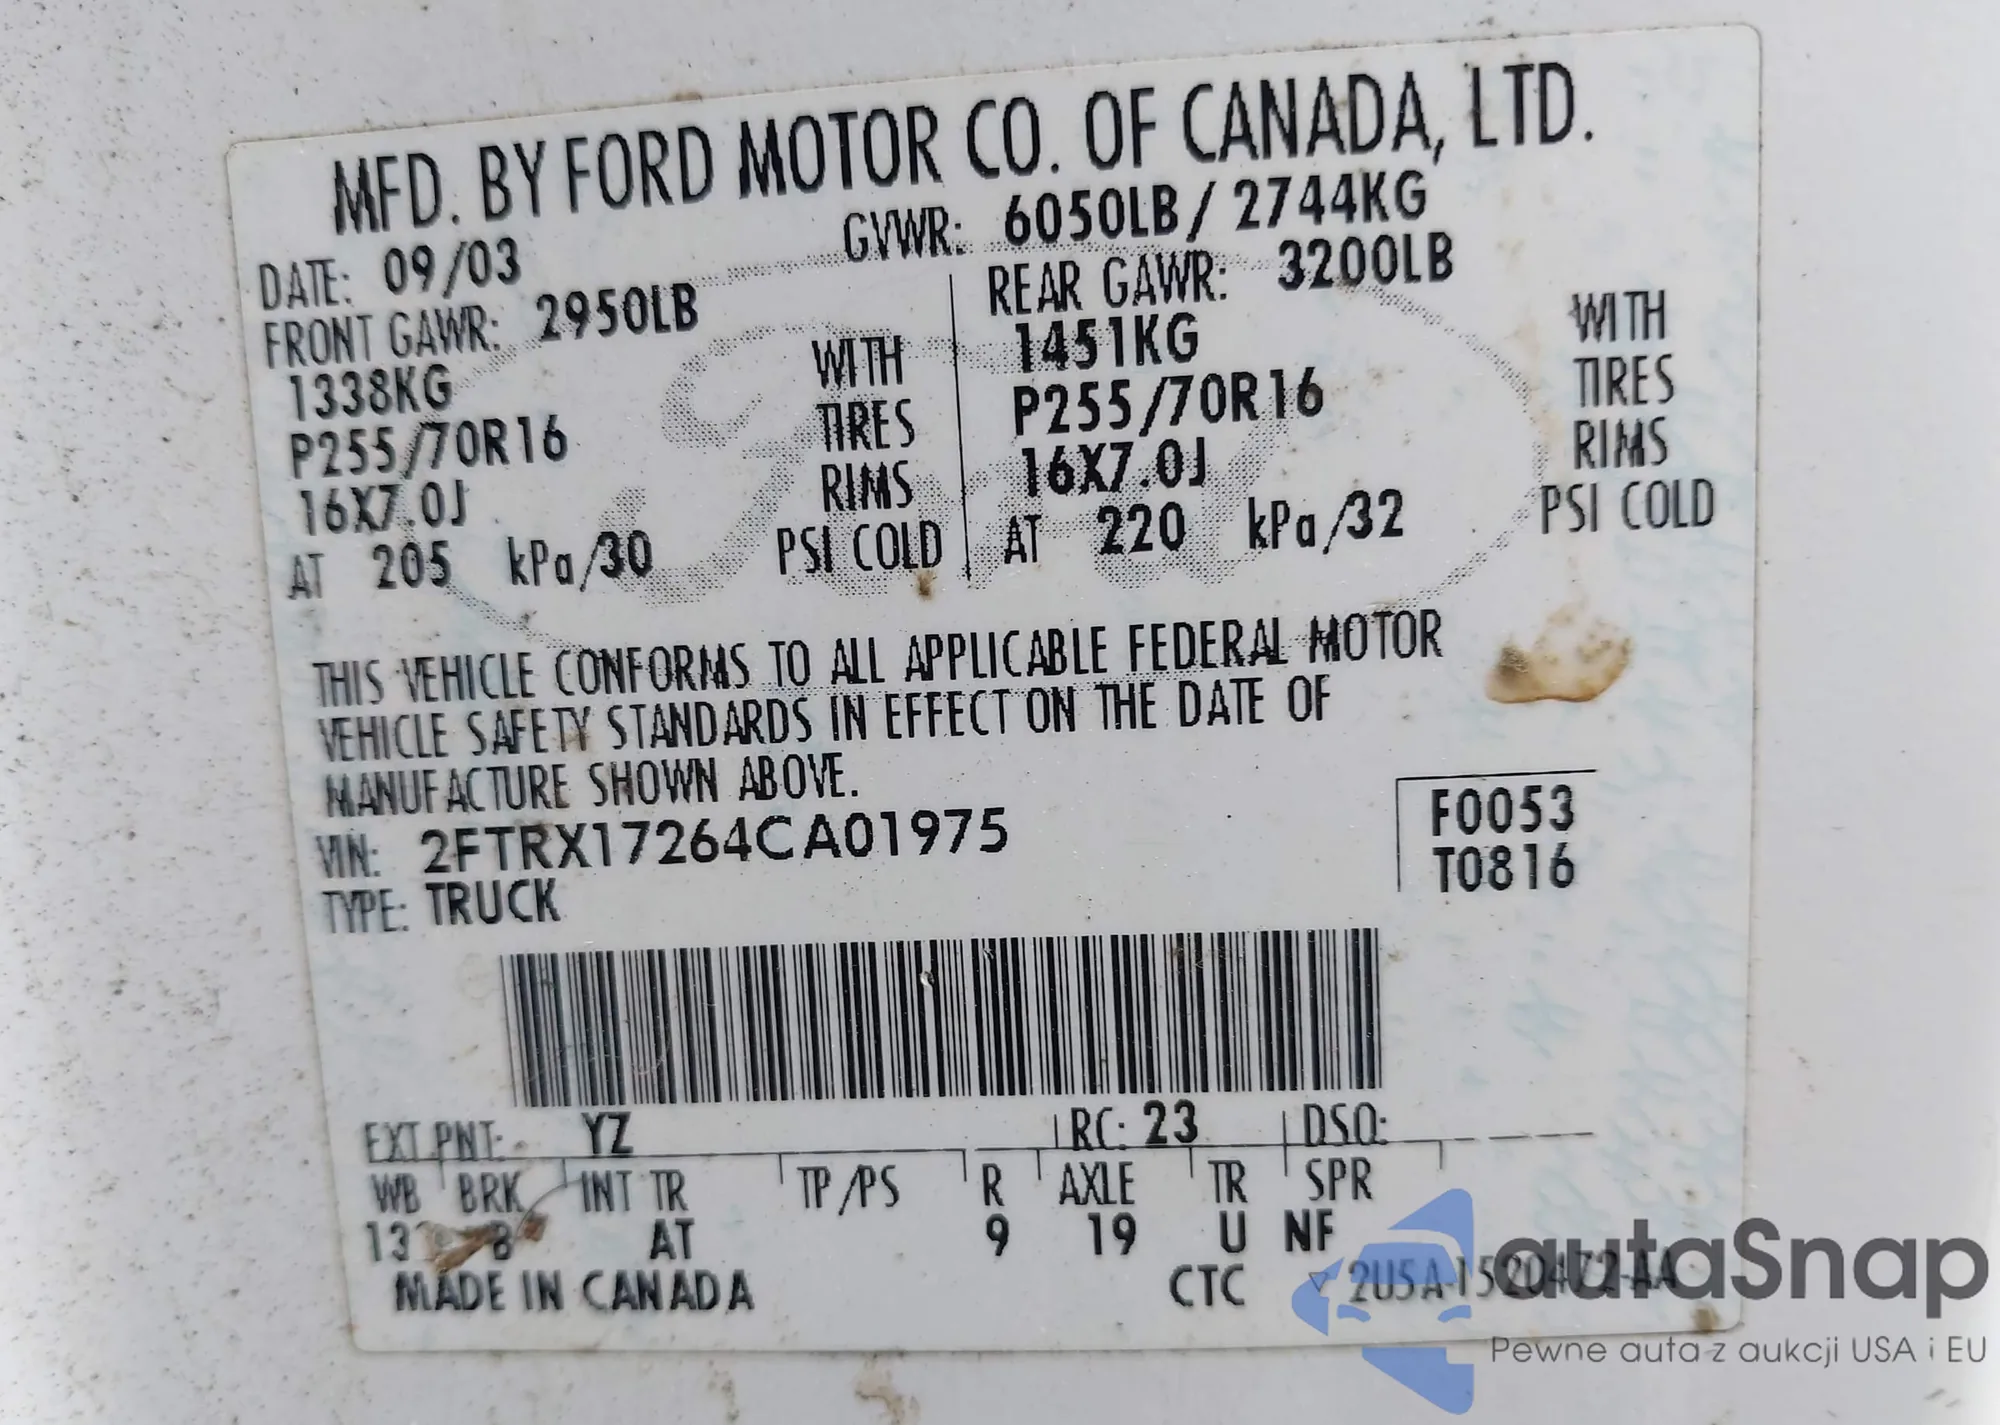 MFD. BY FORD MOTOR CO. OF CANADA, LTD.
DATE: 09/03 GVWR: 6050LB / 2744KG
FRONT GAWR: 2950LB REAR GAWR: 3200LB
1338KG WITH 1451KG WITH
P255/70R16 TIRES P255/70R16 TIRES
16X7.0J RIMS 16X7.0J RIMS
AT 205 kPa/30 PSI COLD AT 220 kPa/32 PSI COLD
THIS VEHICLE CONFORMS TO ALL APPLICABLE FEDERAL MOTOR
VEHICLE SAFETY STANDARDS IN EFFECT ON THE DATE OF
MANUFACTURE SHOWN ABOVE.
VIN: 2FTRX17264CA01975
TYPE: TRUCK
F0053
T0816
EXT PNT: YZ RC: 23 DSO:
WB BRK INT TR TP/PS R AXLE TR SPR
AT 9 19 U NF
MADE IN CANADA CTC 2U5A-1520472-AA
autaSnap
Pewne auta z aukcji USA i EU